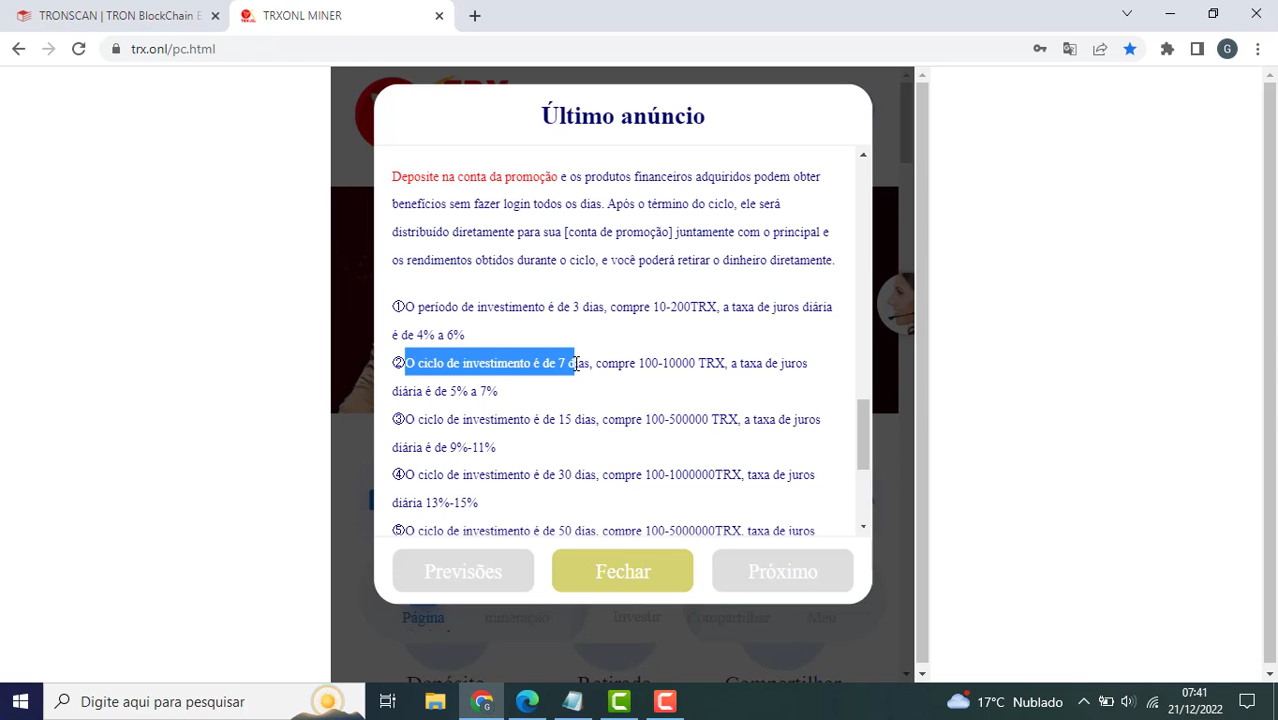 TRONSCAN | TRON BlockChain E
TRXONL MINER
trx.onl/pc.html
G
Último anúncio
Deposite na conta da promoção e os produtos financeiros adquiridos podem obter
benefícios sem fazer login todos os dias. Após o término do ciclo, ele será
distribuído diretamente para sua [conta de promoção] juntamente com o principal e
os rendimentos obtidos durante o ciclo, e você poderá retirar o dinheiro diretamente.
①O período de investimento é de 3 dias, compre 10-200TRX, a taxa de juros diária
é de 4% a 6%
②O ciclo de investimento é de 7 dias, compre 100-10000 TRX, a taxa de juros
diária é de 5% a 7%
③O ciclo de investimento é de 15 dias, compre 100-500000 TRX, a taxa de juros
diária é de 9%-11%
④O ciclo de investimento é de 30 dias, compre 100-1000000TRX, taxa de juros
diária 13%-15%
⑤O ciclo de investimento é de 50 dias, compre 100-5000000TRX, taxa de juros
Previsões
Fechar
Próximo
Página
mineração
investir
Compartilhar
Meu
Depósito
Retirada
Compartilhar
Digite aqui para pesquisar
17°C Nublado
07:41
21/12/2022